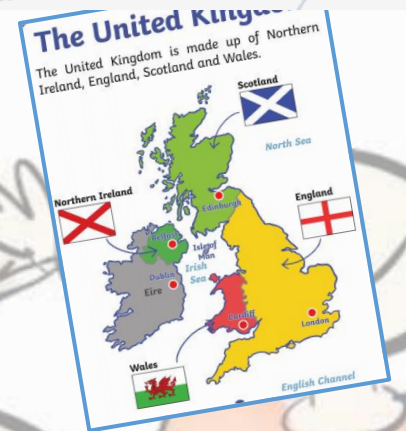 The United Kingdom
The United Kingdom is made up of Northern
Ireland, England, Scotland and Wales.
Scotland
North Sea
Northern Ireland
England
Edinburgh
Belfast
Isle of
Man
Irish
Sea
Dublin
Eire
Cardiff
London
Wales
English Channel